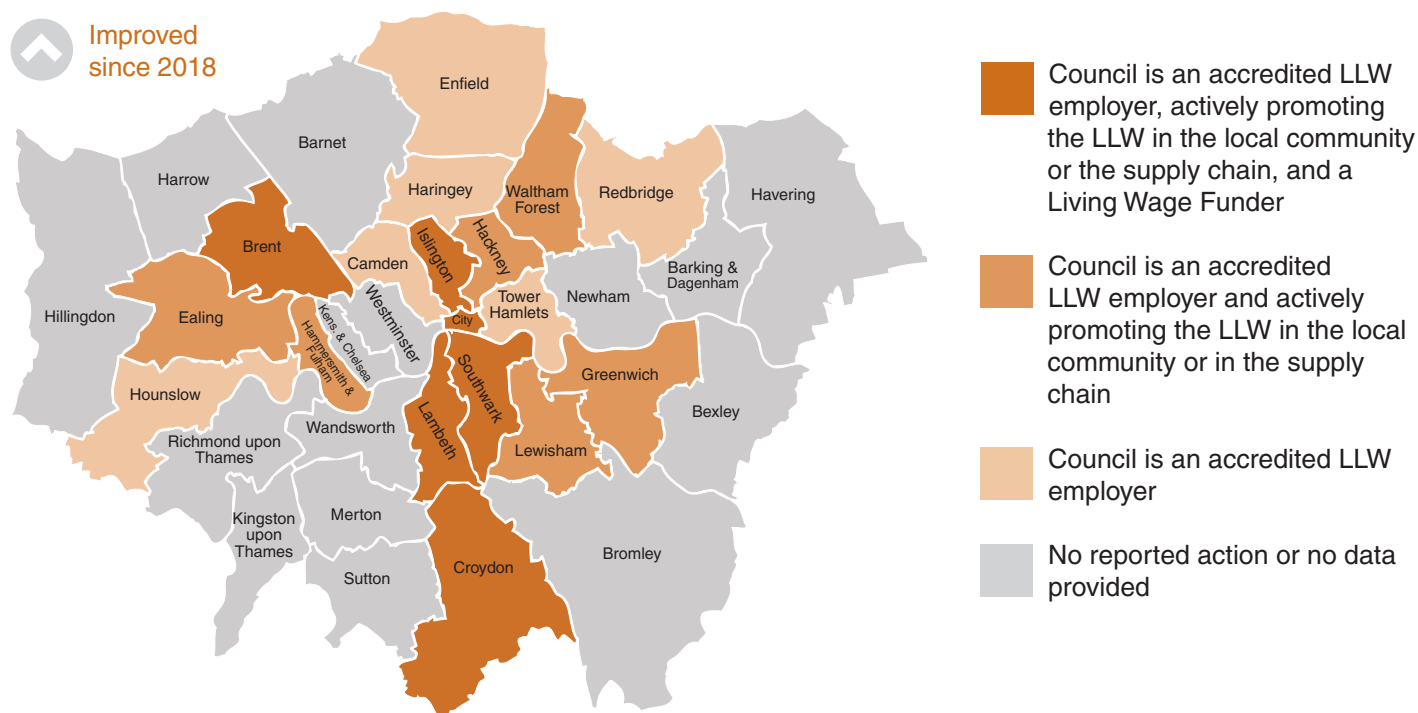 Improved
since 2018
Enfield
Barnet
Harrow
Haringey
Waltham
Forest
Redbridge
Havering
Brent
Islington
Hackney
Camden
Barking &
Dagenham
Hillingdon
Ealing
Hammersmith &
Fulham
Kens. & Chelsea
Westminster
City
Tower
Hamlets
Newham
Hounslow
Greenwich
Bexley
Richmond upon
Thames
Wandsworth
Lambeth
Southwark
Lewisham
Kingston
upon
Thames
Merton
Sutton
Croydon
Bromley
Council is an accredited LLW
employer, actively promoting
the LLW in the local community
or the supply chain, and a
Living Wage Funder
Council is an accredited
LLW employer and actively
promoting the LLW in the local
community or in the supply
chain
Council is an accredited LLW
employer
No reported action or no data
provided